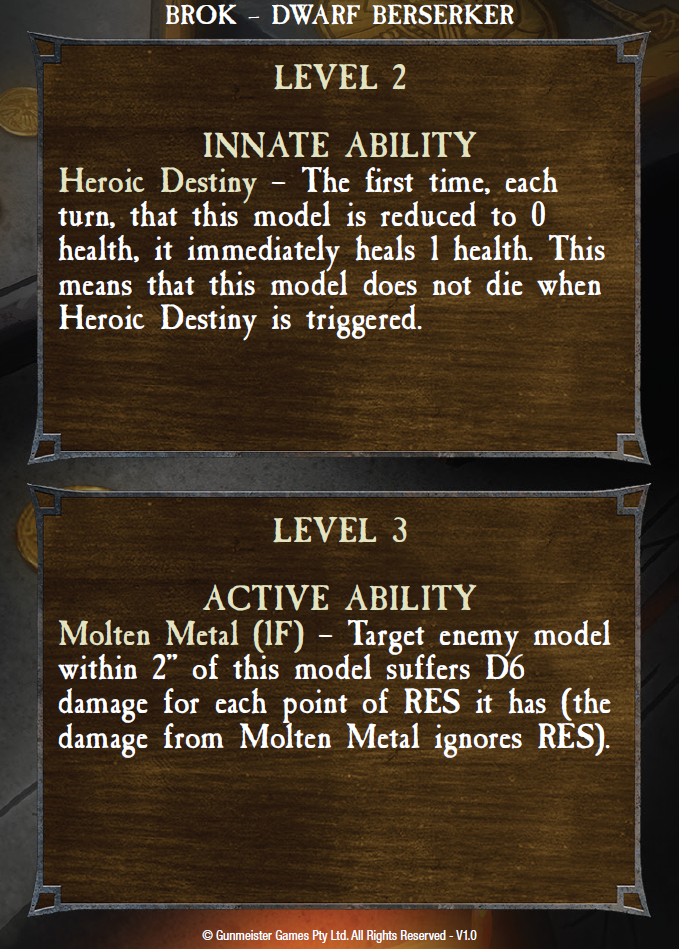 BROK – DWARF BERSERKER
LEVEL 2
INNATE ABILITY
Heroic Destiny – The first time, each
turn, that this model is reduced to 0
health, it immediately heals 1 health. This
means that this model does not die when
Heroic Destiny is triggered.
LEVEL 3
ACTIVE ABILITY
Molten Metal (1F) – Target enemy model
within 2” of this model suffers D6
damage for each point of RES it has (the
damage from Molten Metal ignores RES).
© Gunmeister Games Pty Ltd. All Rights Reserved - V1.0